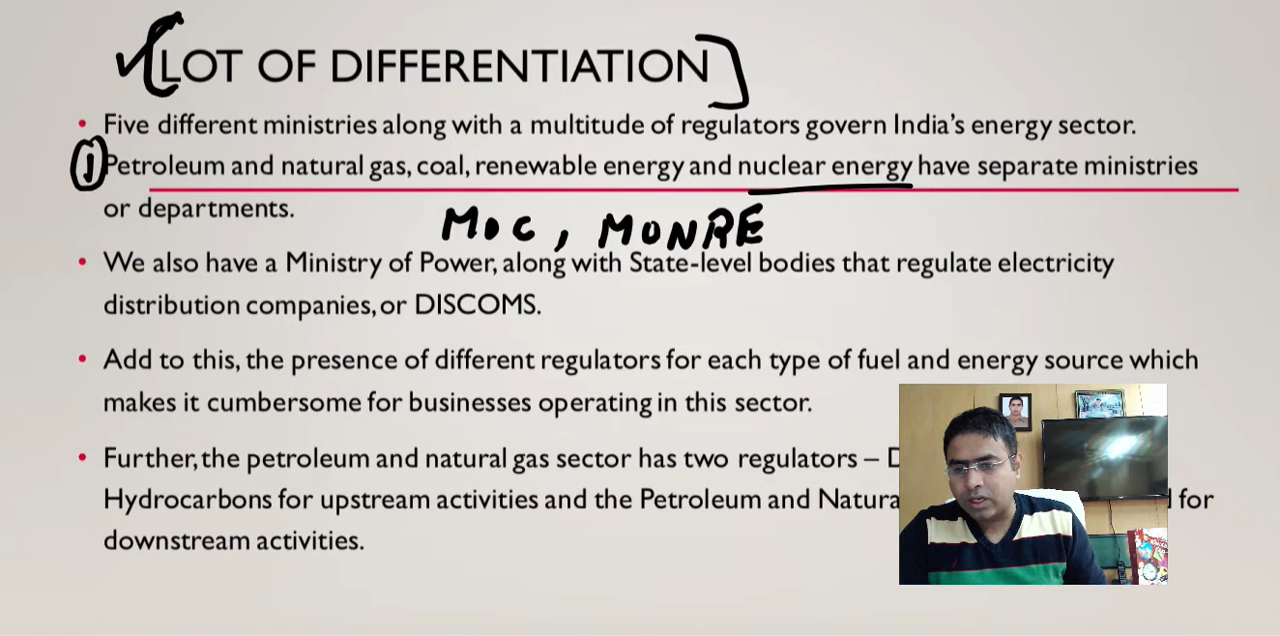 LOT OF DIFFERENTIATION
• Five different ministries along with a multitude of regulators govern India's energy sector.
1 Petroleum and natural gas, coal, renewable energy and nuclear energy have separate ministries
or departments.
MOC, MONRE
• We also have a Ministry of Power, along with State-level bodies that regulate electricity
distribution companies, or DISCOMS.
• Add to this, the presence of different regulators for each type of fuel and energy source which
makes it cumbersome for businesses operating in this sector.
• Further, the petroleum and natural gas sector has two regulators –
Hydrocarbons for upstream activities and the Petroleum and for
downstream activities.